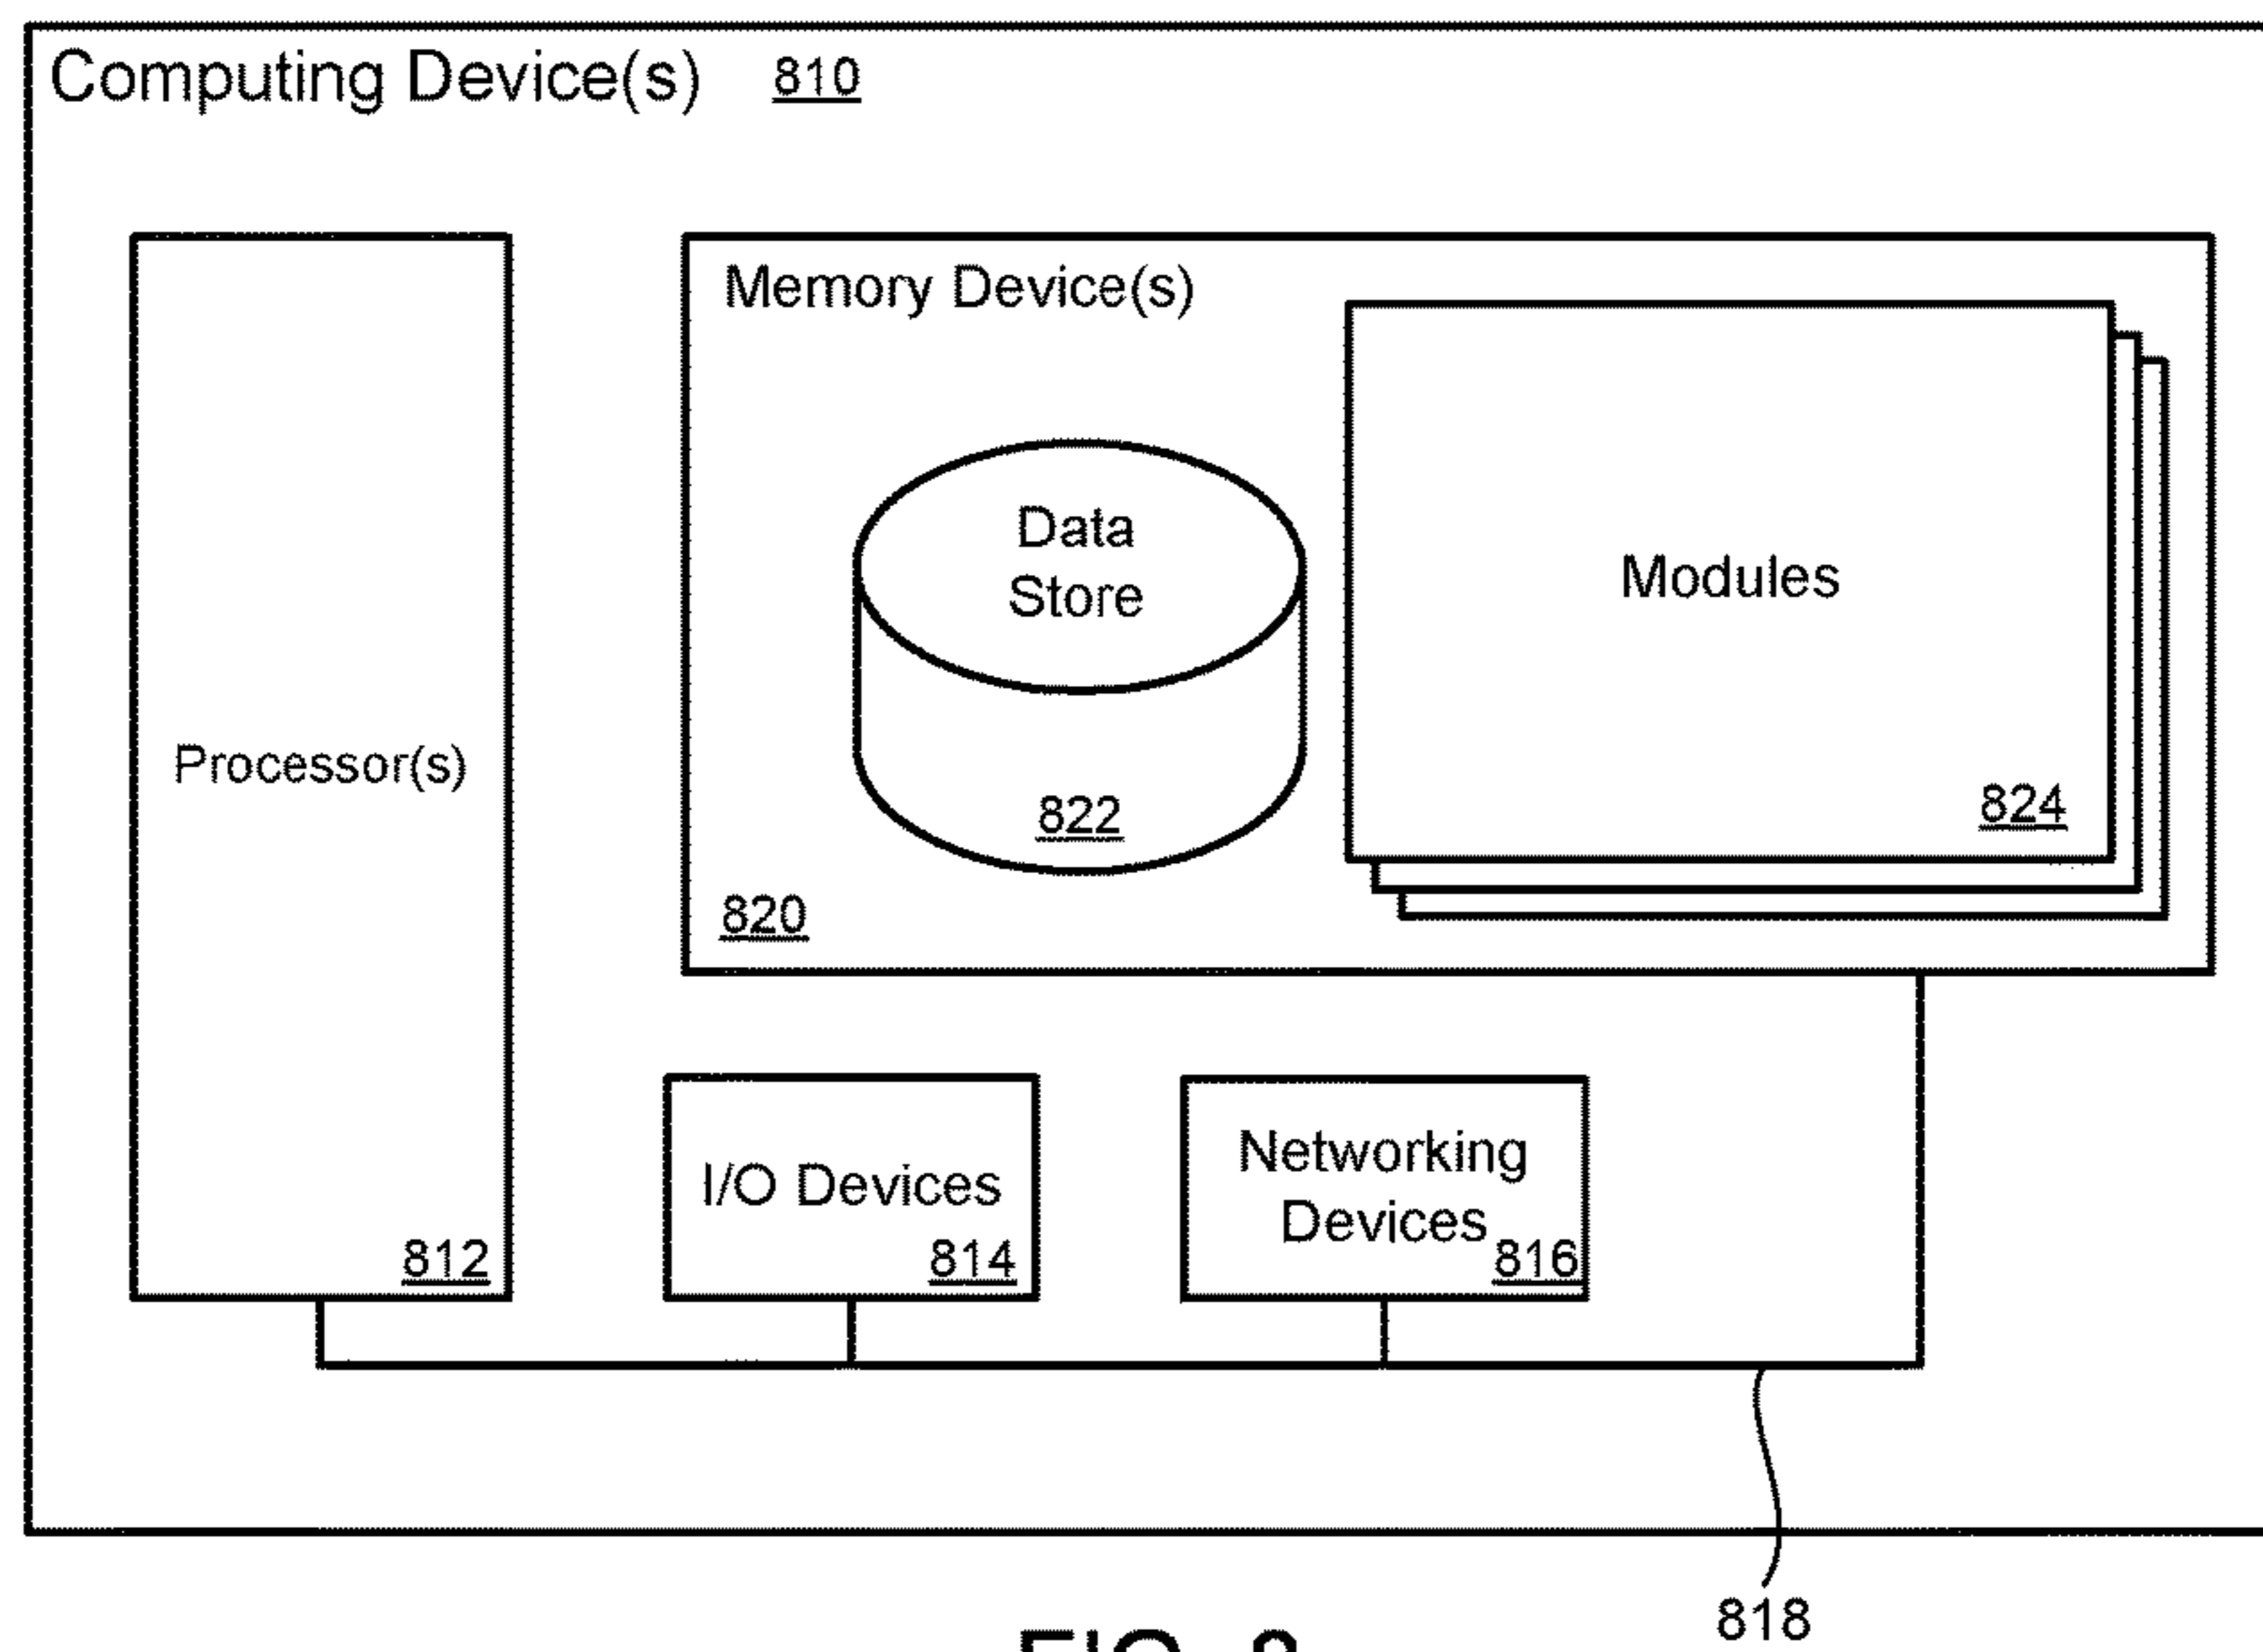 Computing Device(s) 810
Memory Device(s)
Data
Store
Modules
Processor(s)
822
824
820
Networking
I/O Devices
Devices
812
814
816
818